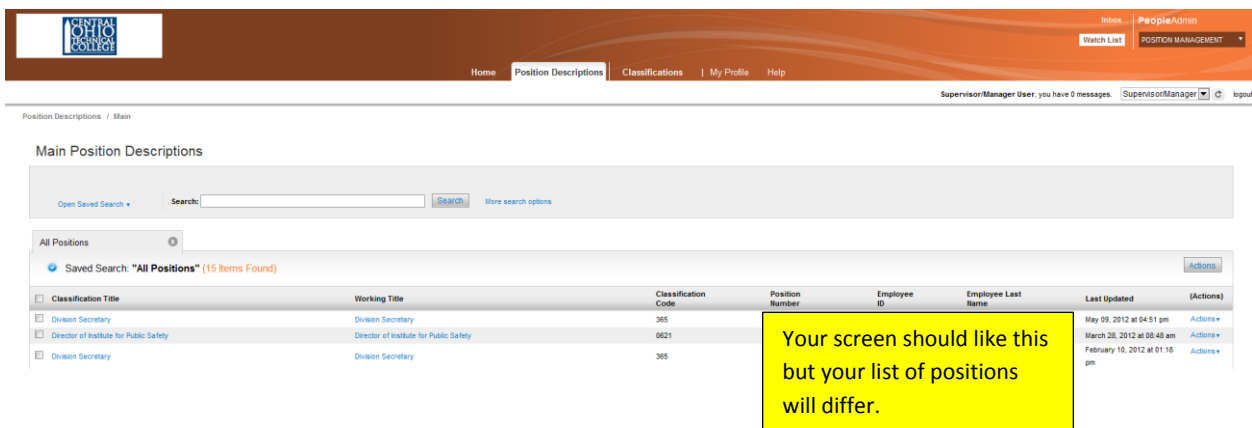 CENTRAL
OHIO
TECHNICAL
COLLEGE
Inbox PeopleAdmin
Watch List POSITION MANAGEMENT
Home Position Descriptions Classifications | My Profile Help
Supervisor/Manager User, you have 0 messages. Supervisor/Manager logout
Position Descriptions / Main
Main Position Descriptions
Open Saved Search Search: Search More search options
All Positions
Saved Search: "All Positions" (15 Items Found) Actions
Classification Title Working Title Classification Code Position Number Employee ID Employee Last Name Last Updated (Actions)
Division Secretary Division Secretary 365 May 09, 2012 at 04:51 pm Actions
Director of Institute for Public Safety Director of Institute for Public Safety 0621 March 28, 2012 at 08:48 am Actions
Division Secretary Division Secretary 365 February 10, 2012 at 01:18 pm Actions
Your screen should like this
but your list of positions
will differ.